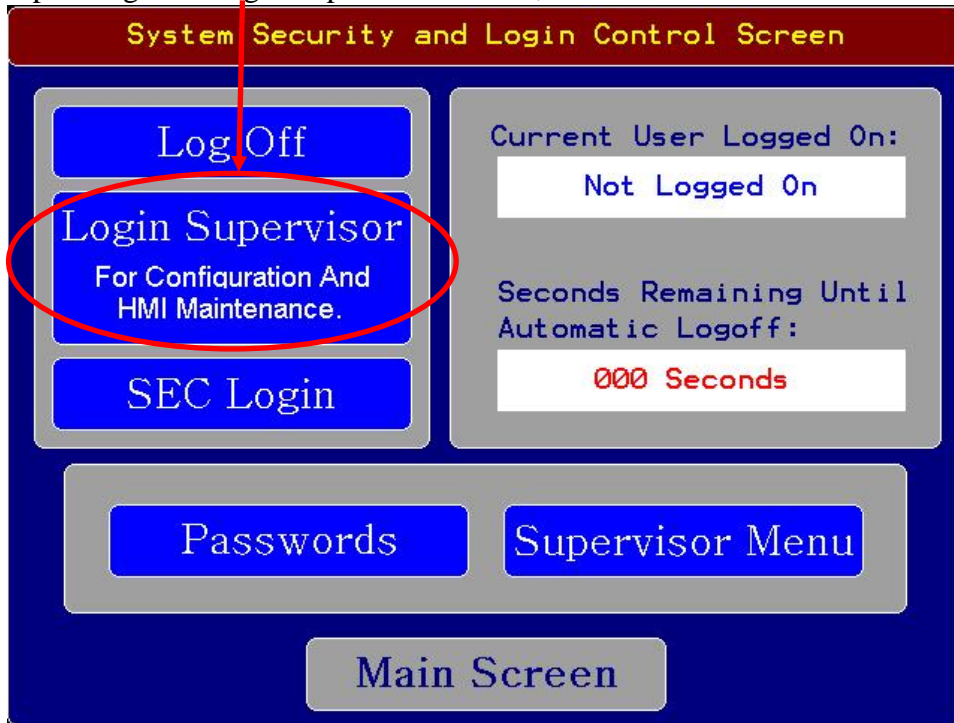 System Security and Login Control Screen
Log Off
Login Supervisor
For Configuration And
HMI Maintenance.
SEC Login
Current User Logged On:
Not Logged On
Seconds Remaining Until
Automatic Logoff:
000 Seconds
Passwords
Supervisor Menu
Main Screen